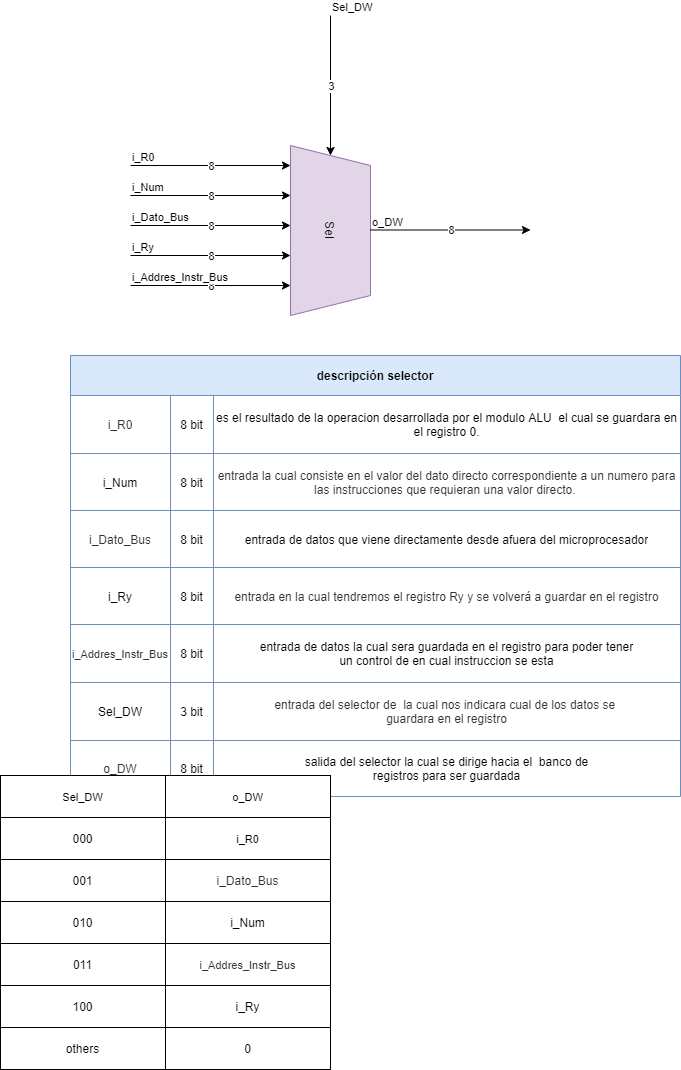 Sel_DW
3
i_R0
8
i_Num
8
i_Dato_Bus
8
i_Ry
8
i_Addres_Instr_Bus
8
Sel
o_DW
8
descripción selector
i_R0
8 bit
es el resultado de la operacion desarrollada por el modulo ALU el cual se guardara en
el registro 0.
i_Num
8 bit
entrada la cual consiste en el valor del dato directo correspondiente a un numero para
las instrucciones que requieran una valor directo.
i_Dato_Bus
8 bit
entrada de datos que viene directamente desde afuera del microprocesador
i_Ry
8 bit
entrada en la cual tendremos el registro Ry y se volverá a guardar en el registro
i_Addres_Instr_Bus
8 bit
entrada de datos la cual sera guardada en el registro para poder tener
un control de en cual instruccion se esta
Sel_DW
3 bit
entrada del selector de la cual nos indicara cual de los datos se
guardara en el registro
o_DW
8 bit
salida del selector la cual se dirige hacia el banco de
registros para ser guardada
Sel_DW
o_DW
000
i_R0
001
i_Dato_Bus
010
i_Num
011
i_Addres_Instr_Bus
100
i_Ry
others
0